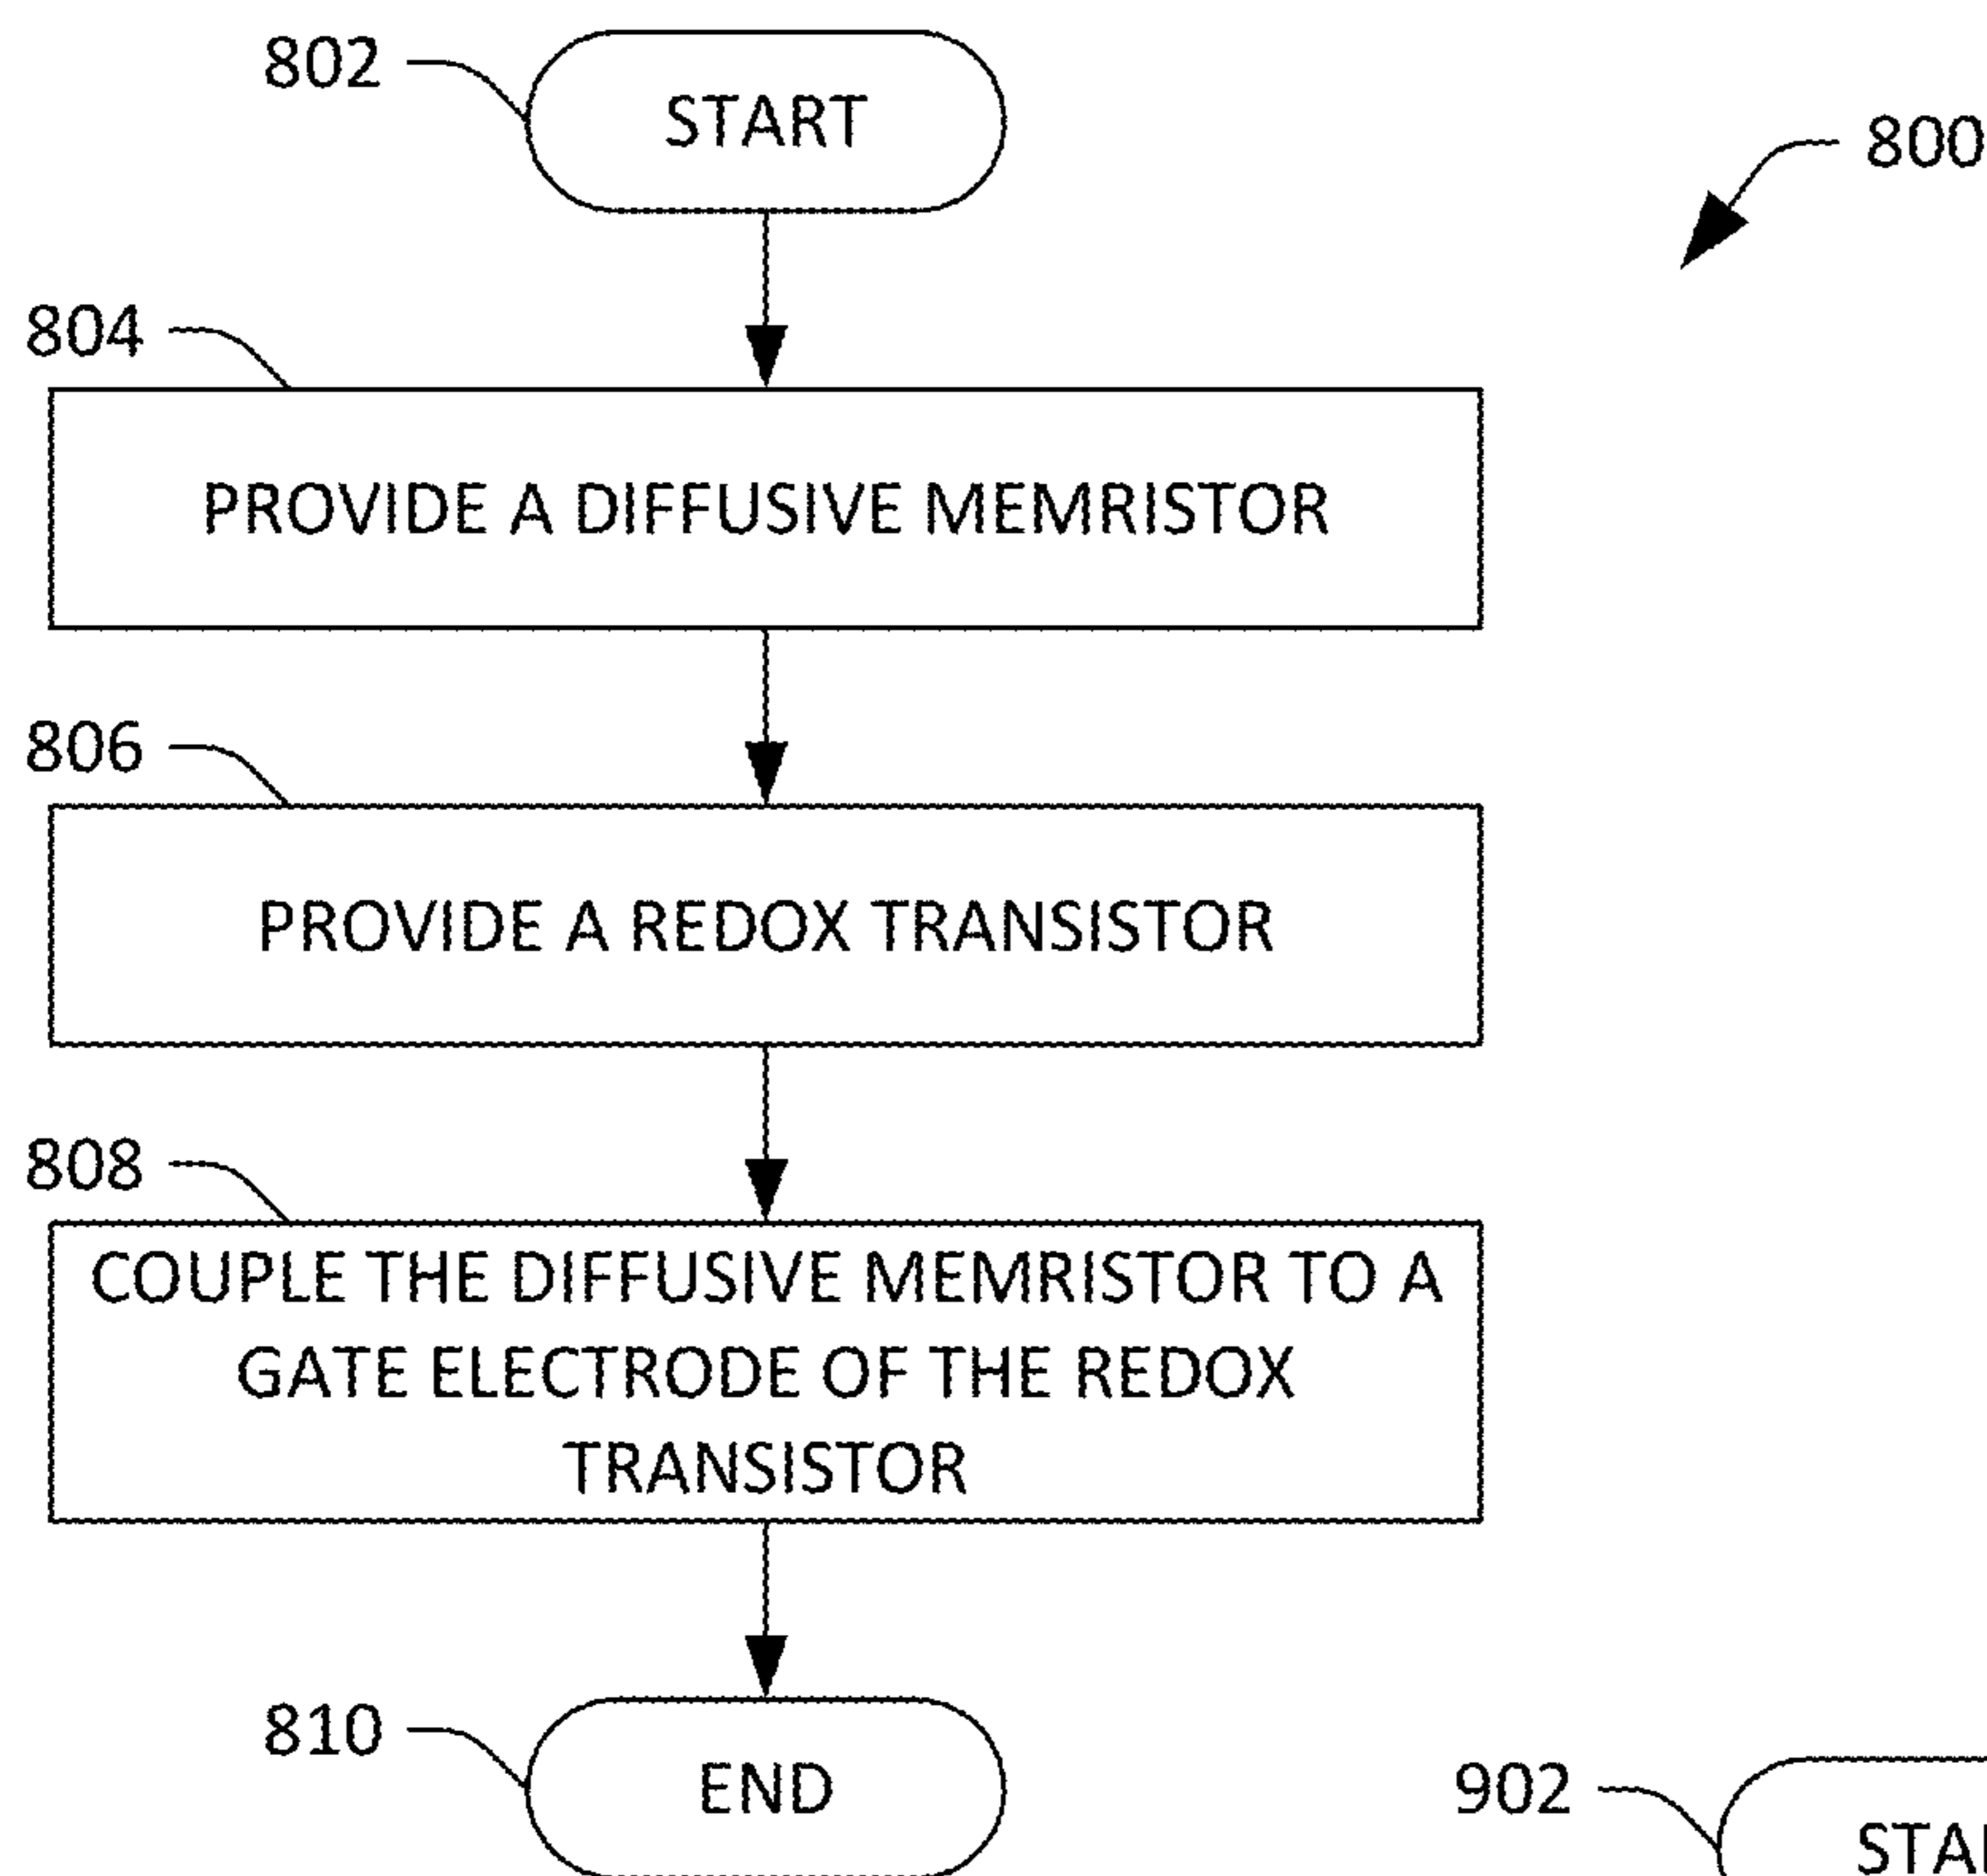 802
START
800
804
PROVIDE A DIFFUSIVE MEMRISTOR
806
PROVIDE A REDOX TRANSISTOR
808
COUPLE THE DIFFUSIVE MEMRISTOR TO A
GATE ELECTRODE OF THE REDOX
TRANSISTOR
810
END
902